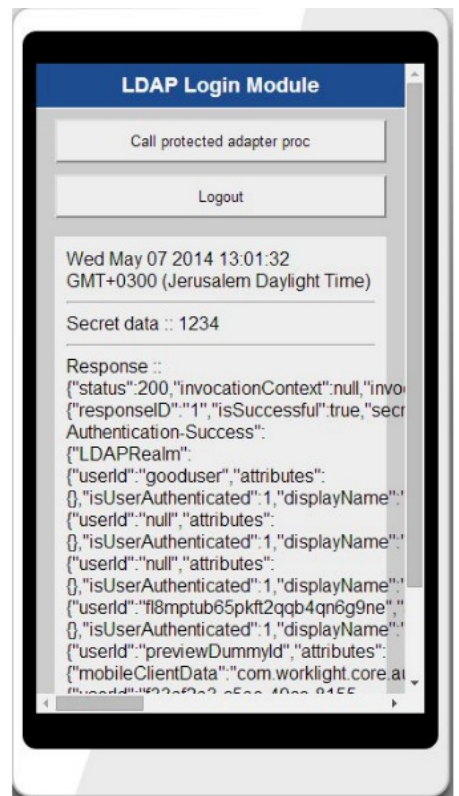 LDAP Login Module
Call protected adapter proc
Logout
Wed May 07 2014 13:01:32
GMT+0300 (Jerusalem Daylight Time)
Secret data :: 1234
Response ::
{"status":200,"invocationContext":null,"invo
{"responseID":"1","isSuccessful":true,"secr
Authentication-Success":
{"LDAPRealm":
{"userId":"gooduser","attributes":
{},"isUserAuthenticated":1,"displayName":"
{"userId":"null","attributes":
{},"isUserAuthenticated":1,"displayName":"
{"userId":"null","attributes":
{},"isUserAuthenticated":1,"displayName":"
{"userId":"fl8mptub65pkft2qqb4qn6g9ne","
{},"isUserAuthenticated":1,"displayName":"
{"userId":"previewDummyId","attributes":
{"mobileClientData":"com.worklight.core.au